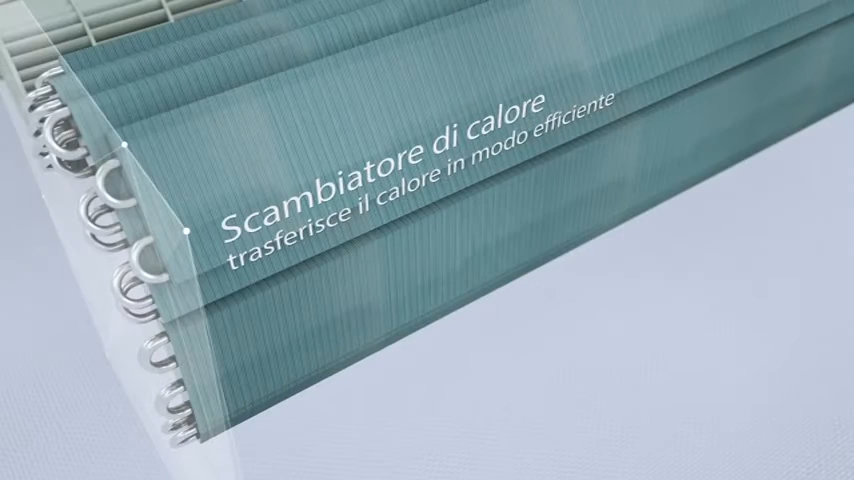 Scambiatore di calore
trasferisce il calore in modo efficiente